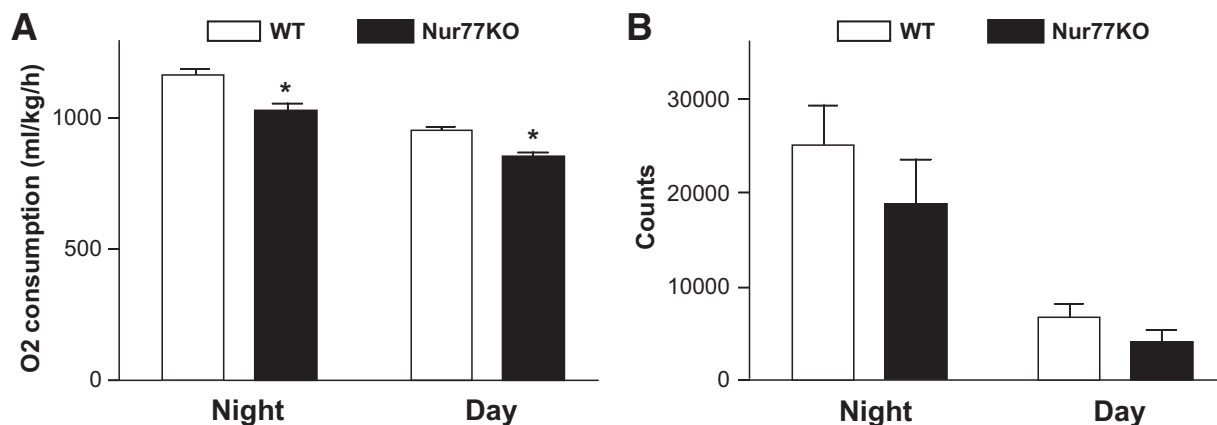 A
WT
Nur77KO
O2 consumption (ml/kg/h)
1000
500
0
*
*
Night
Day
B
WT
Nur77KO
Counts
30000
20000
10000
0
Night
Day